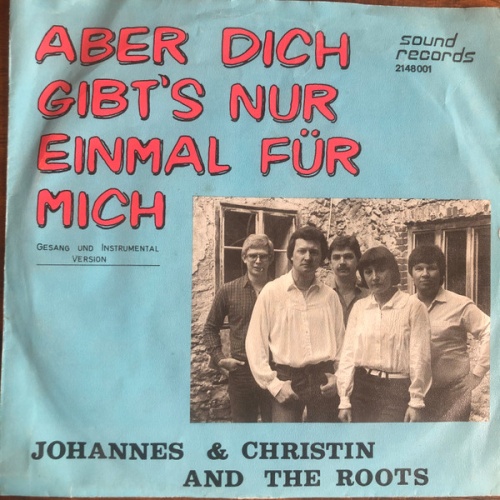 ABER DICH
GIBT'S NUR
EINMAL FÜR
MICH
sound
records
2148001
GESANG UND INSTRUMENTAL
VERSION
JOHANNES & CHRISTIN
AND THE ROOTS